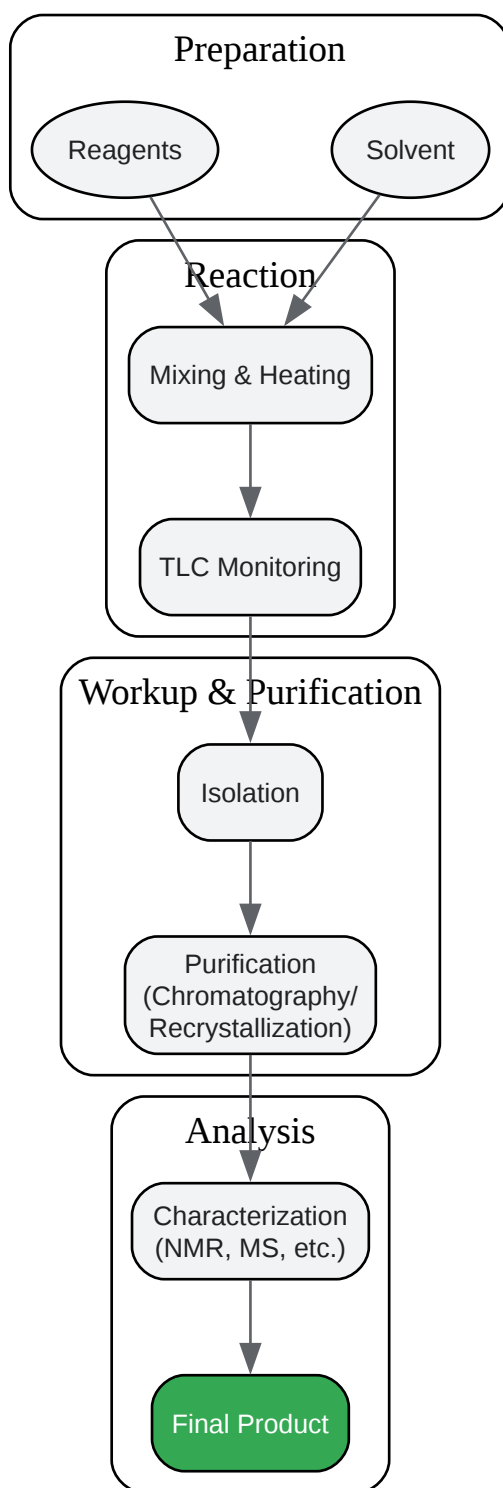 Preparation
Reagents
Solvent
Reaction
Mixing & Heating
TLC Monitoring
Workup & Purification
Isolation
Purification
(Chromatography/
Recrystallization)
Analysis
Characterization
(NMR, MS, etc.)
Final Product